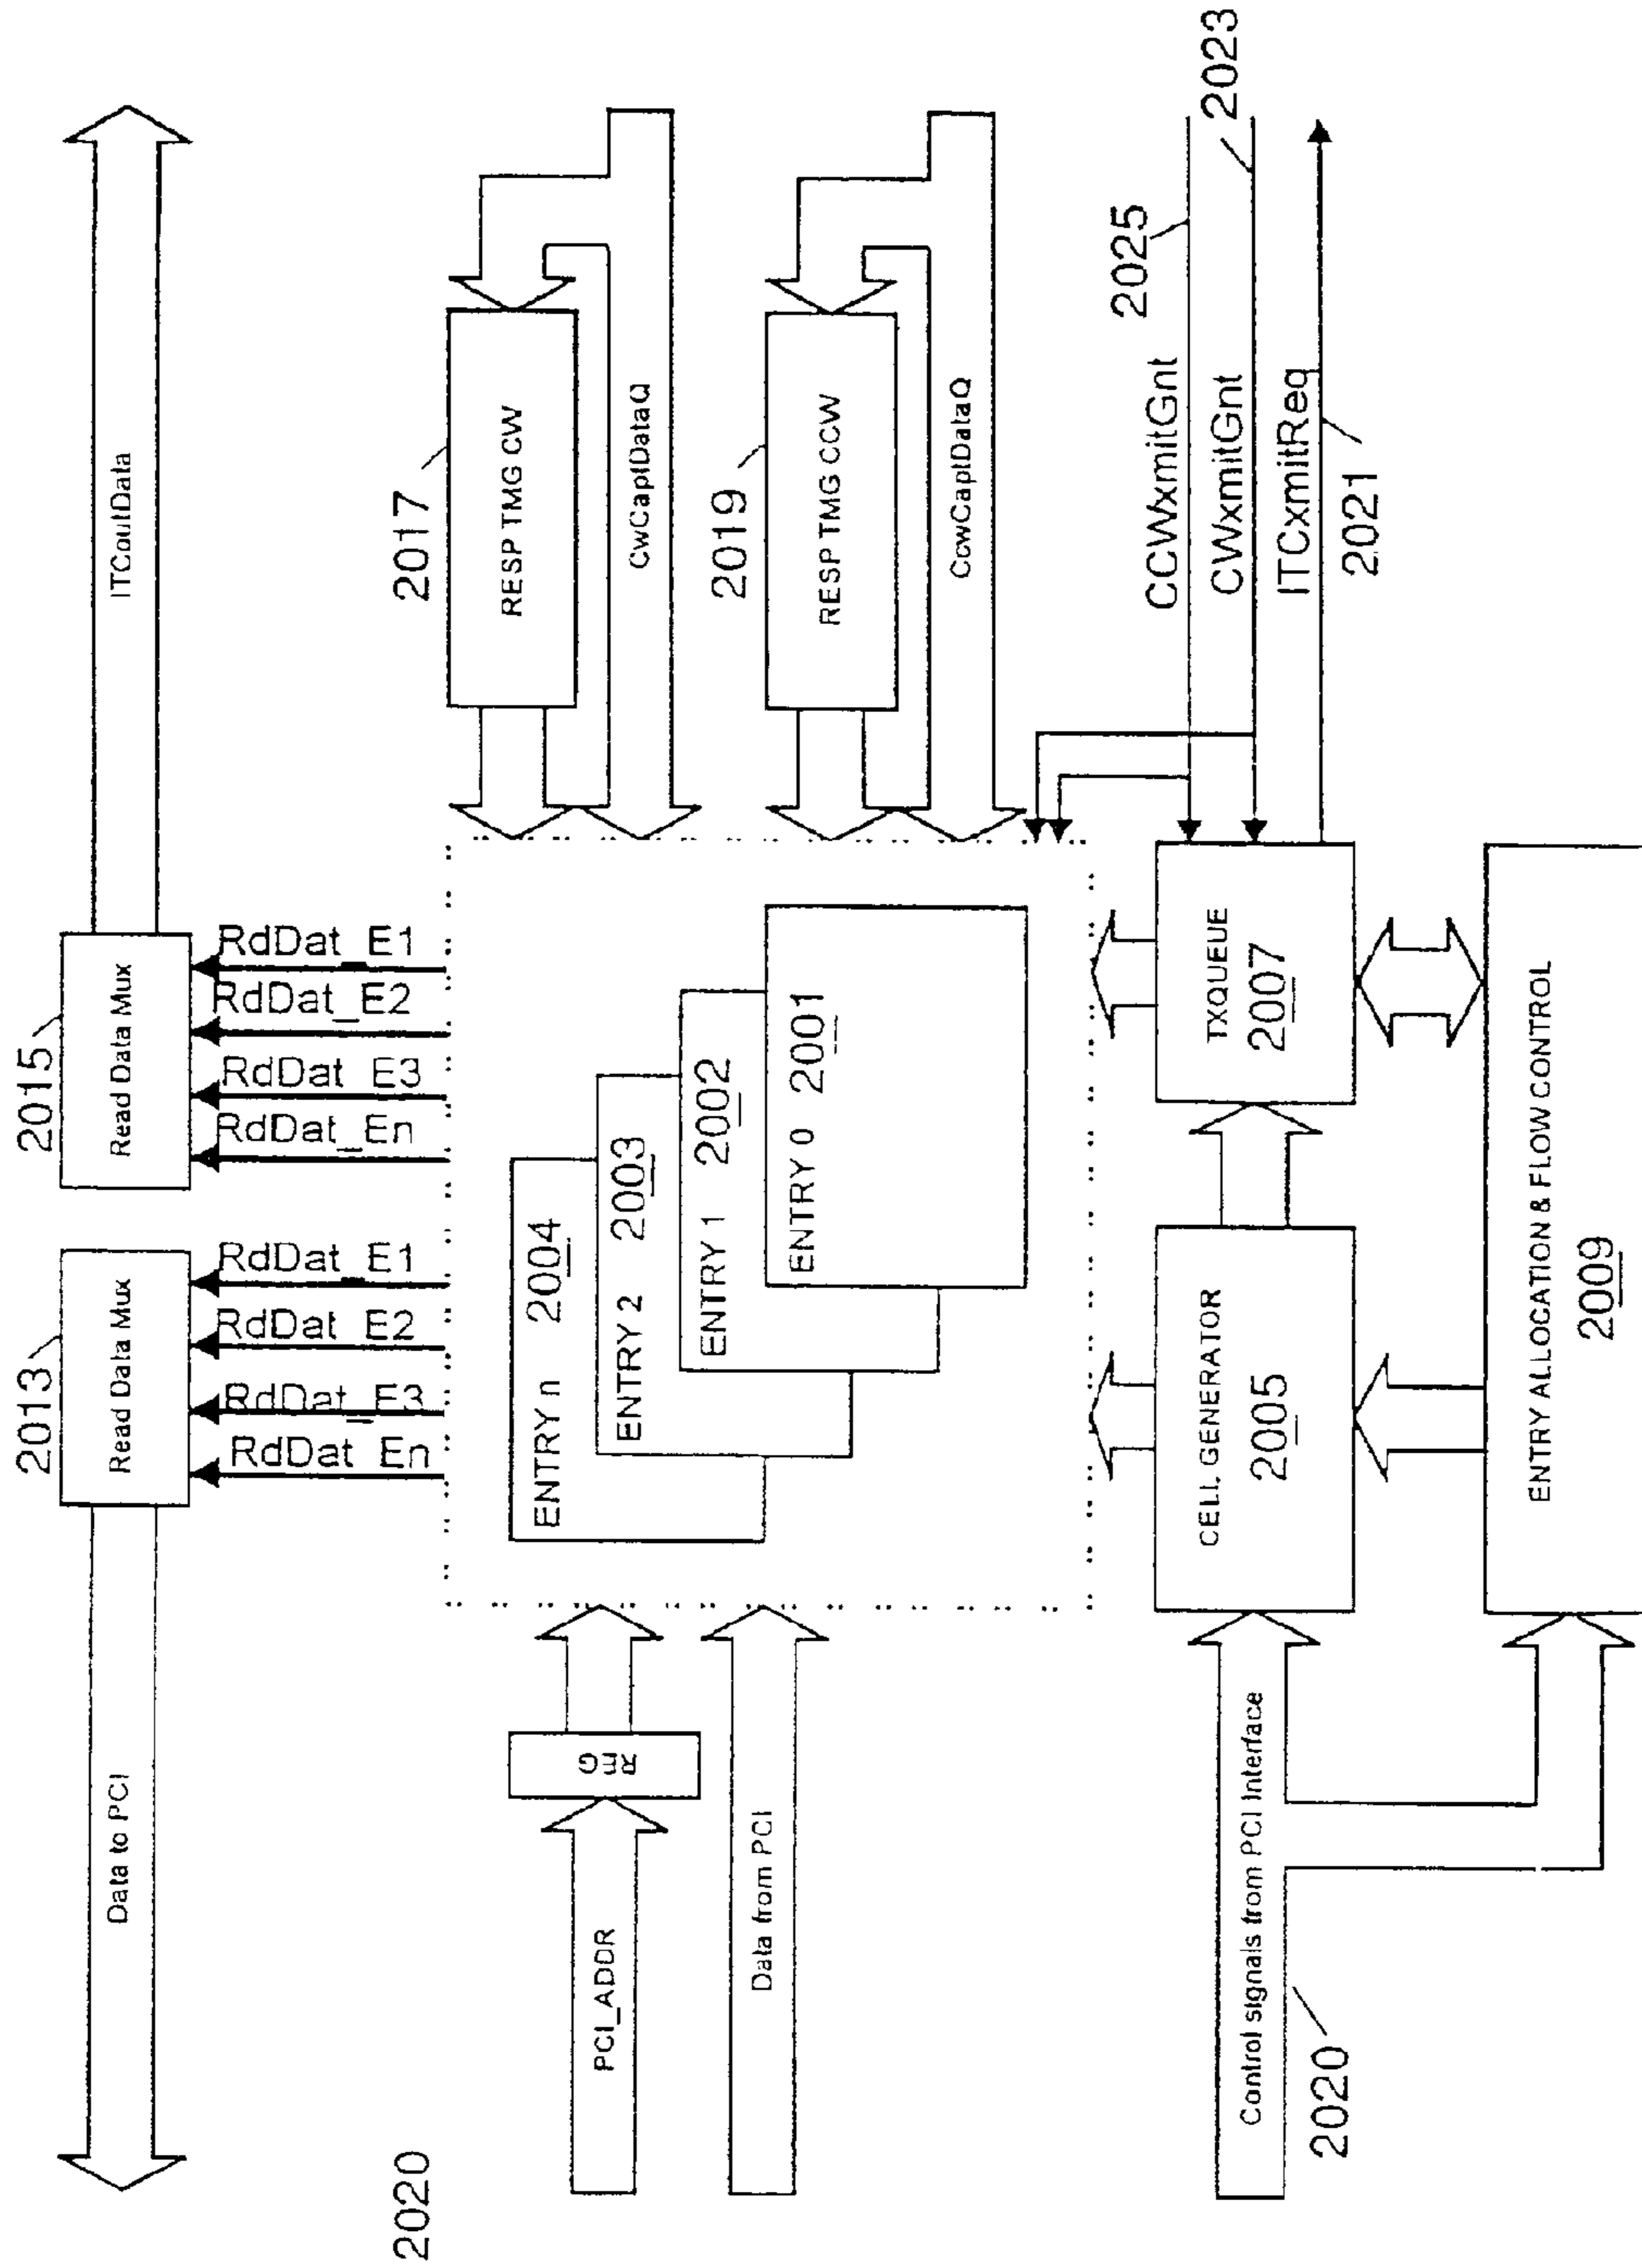 2013
2015
Data to PCI
Read Data Mux
Read Data Mux
ITCoutData
RdDat_En
RdDat_E3
RdDat_E2
RdDat_E1
RdDat_En
RdDat_E3
RdDat_E2
RdDat_E1
2020
2017
RESP TMG CW
CwCaptDataQ
2019
RESP TMG CCW
CcwCaptDataQ
PCI_ADDR
REG
Data from PCI
ENTRY n 2004
ENTRY 2 2003
ENTRY 1 2002
ENTRY 0 2001
CCWxmitGnt
2025
CWxmitGnt
2023
ITCxmitReq
2021
Control signals from PCI Interface
2020
CELL GENERATOR
2005
TXQUEUE
2007
ENTRY ALLOCATION & FLOW CONTROL
2009